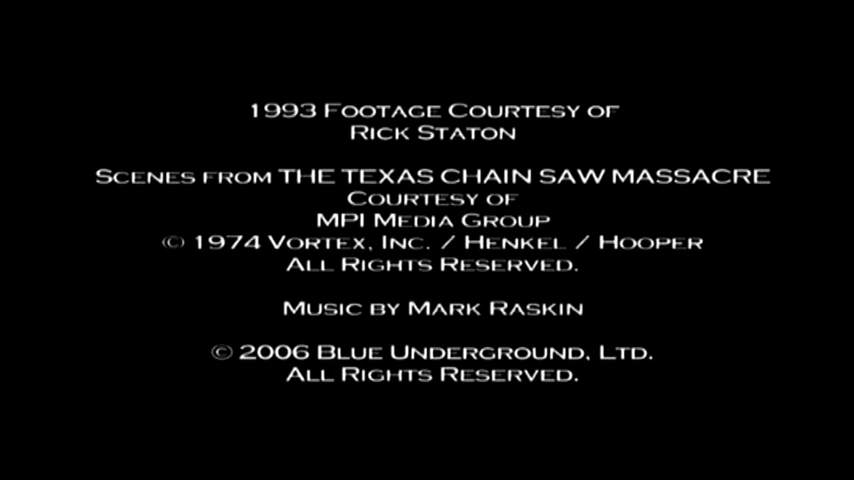 1993 Footage Courtesy of
Rick Staton
Scenes from THE TEXAS CHAIN SAW MASSACRE
Courtesy of
MPI Media Group
© 1974 Vortex, Inc. / Henkel / Hooper
All Rights Reserved.
Music by Mark Raskin
© 2006 Blue Underground, Ltd.
All Rights Reserved.